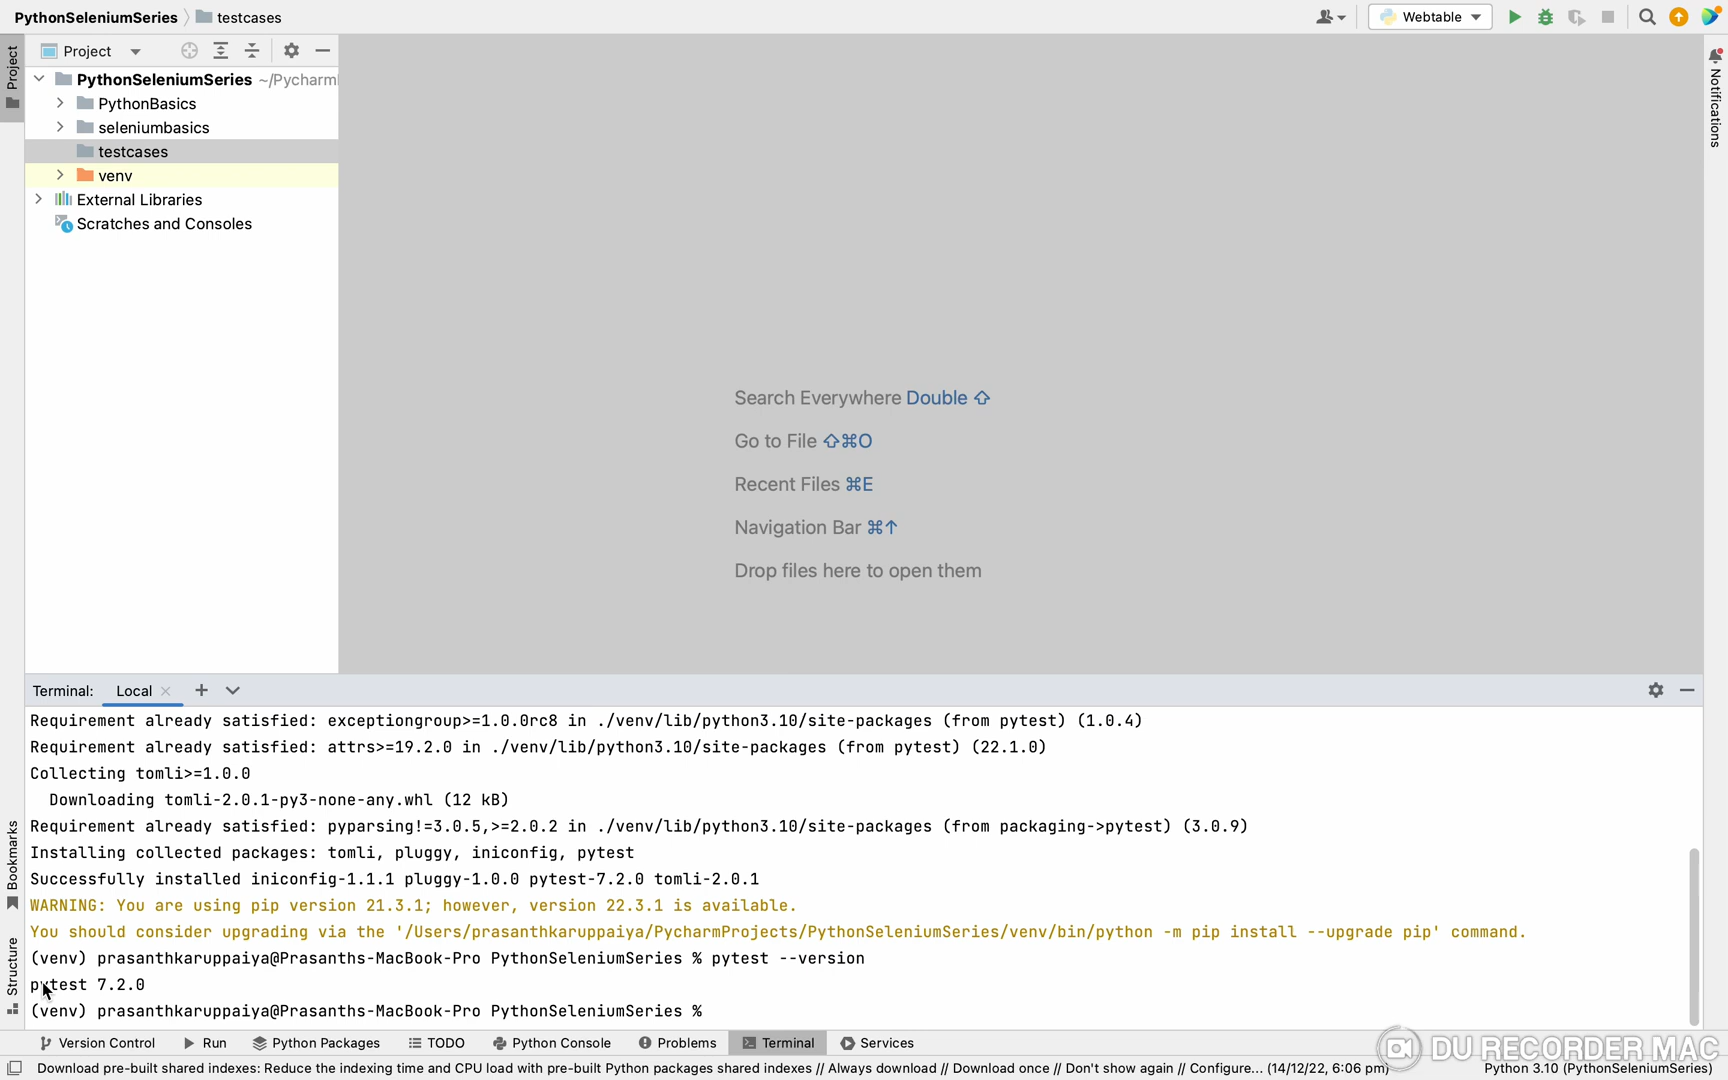 PythonSeleniumSeries testcases
Webtable
Project
Project
PythonSeleniumSeries ~/Pycharm
PythonBasics
seleniumbasics
testcases
venv
External Libraries
Scratches and Consoles
Notifications
Search Everywhere Double ⇧
Go to File ⇧⌘O
Recent Files ⌘E
Navigation Bar ⌘↑
Drop files here to open them
Terminal: Local
Requirement already satisfied: exceptiongroup>=1.0.0rc8 in ./venv/lib/python3.10/site-packages (from pytest) (1.0.4)
Requirement already satisfied: attrs>=19.2.0 in ./venv/lib/python3.10/site-packages (from pytest) (22.1.0)
Collecting tomli>=1.0.0
Downloading tomli-2.0.1-py3-none-any.whl (12 kB)
Requirement already satisfied: pyparsing!=3.0.5,>=2.0.2 in ./venv/lib/python3.10/site-packages (from packaging->pytest) (3.0.9)
Installing collected packages: tomli, pluggy, iniconfig, pytest
Successfully installed iniconfig-1.1.1 pluggy-1.0.0 pytest-7.2.0 tomli-2.0.1
WARNING: You are using pip version 21.3.1; however, version 22.3.1 is available.
You should consider upgrading via the '/Users/prasanthkaruppaiya/PycharmProjects/PythonSeleniumSeries/venv/bin/python -m pip install --upgrade pip' command.
(venv) prasanthkaruppaiya@Prasanths-MacBook-Pro PythonSeleniumSeries % pytest --version
pytest 7.2.0
(venv) prasanthkaruppaiya@Prasanths-MacBook-Pro PythonSeleniumSeries %
Bookmarks
Structure
Version Control Run Python Packages TODO Python Console Problems Terminal Services
DU RECORDER MAC
Download pre-built shared indexes: Reduce the indexing time and CPU load with pre-built Python packages shared indexes // Always download // Download once // Don't show again // Configure... (14/12/22, 6:06 pm) Python 3.10 (PythonSeleniumSeries)